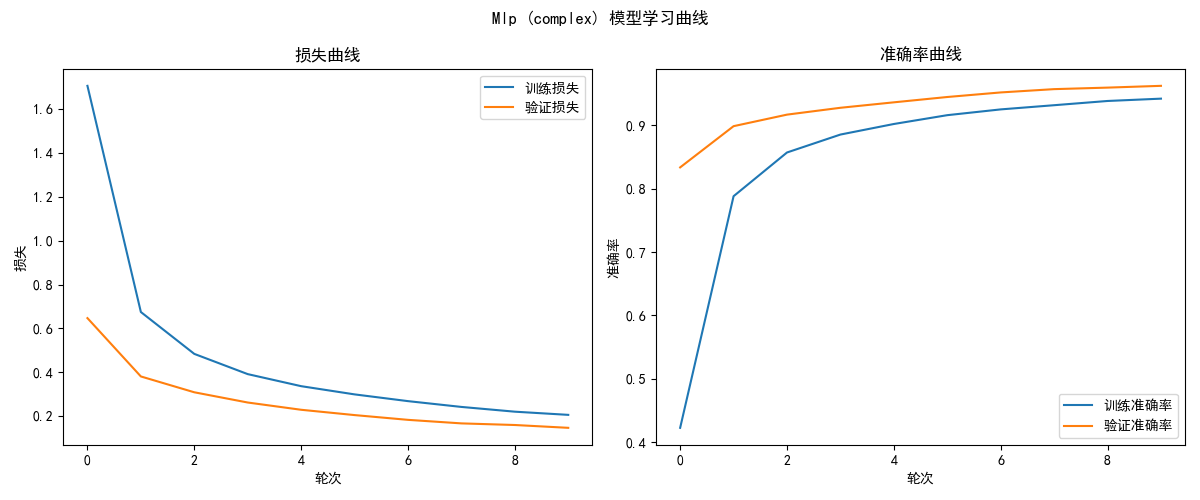 Mlp (complex) 模型学习曲线
损失曲线
训练损失
验证损失
1.6
1.4
1.2
1.0
0.8
0.6
0.4
0.2
损失
0 2 4 6 8
轮次
准确率曲线
0.9
0.8
0.7
0.6
0.5
0.4
准确率
训练准确率
验证准确率
0 2 4 6 8
轮次